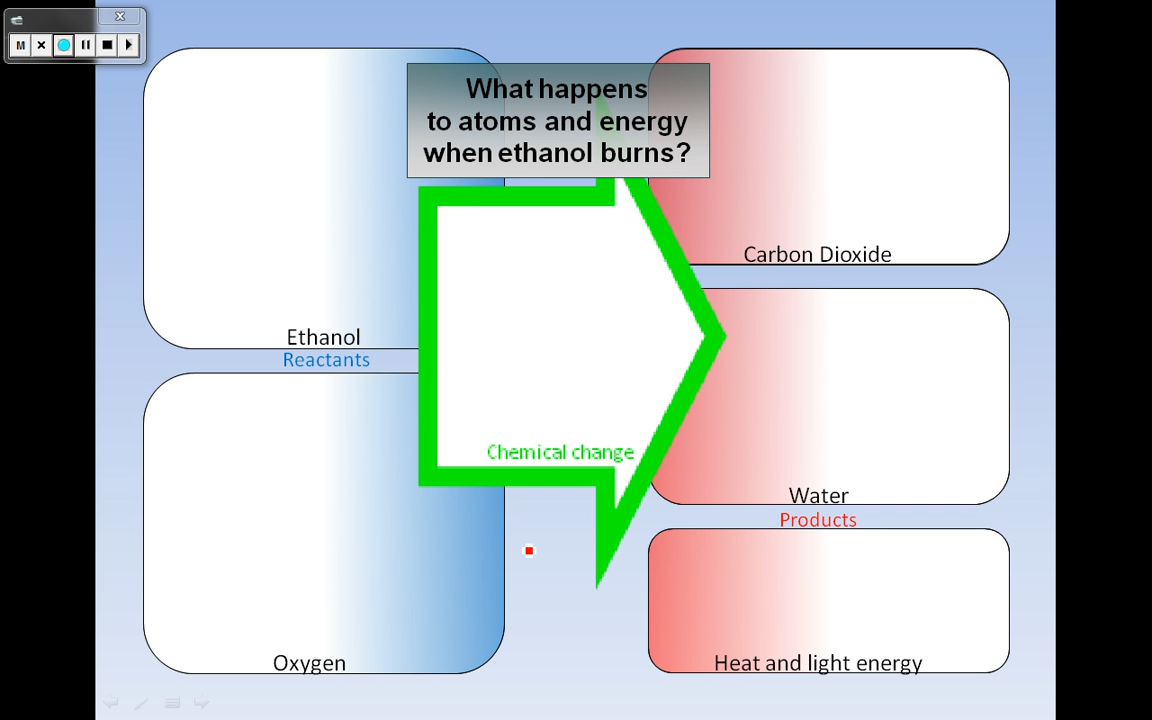 M
What happens
to atoms and energy
when ethanol burns?
Ethanol
Reactants
Oxygen
Chemical change
Carbon Dioxide
Water
Products
Heat and light energy